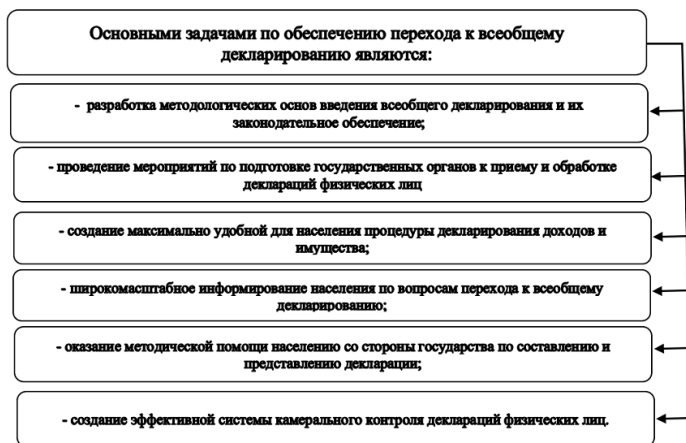 Основными задачами по обеспечению перехода к всеобщему
декларированию являются:
- разработка методологических основ введения всеобщего декларирования и их
законодательное обеспечение;
- проведение мероприятий по подготовке государственных органов к приему и обработке
деклараций физических лиц
- создание максимально удобной для населения процедуры декларирования доходов и
имущества;
- широкомасштабное информирование населения по вопросам перехода к всеобщему
декларированию;
- оказание методической помощи населению со стороны государства по составлению и
представлению декларации;
- создание эффективной системы камерального контроля деклараций физических лиц.